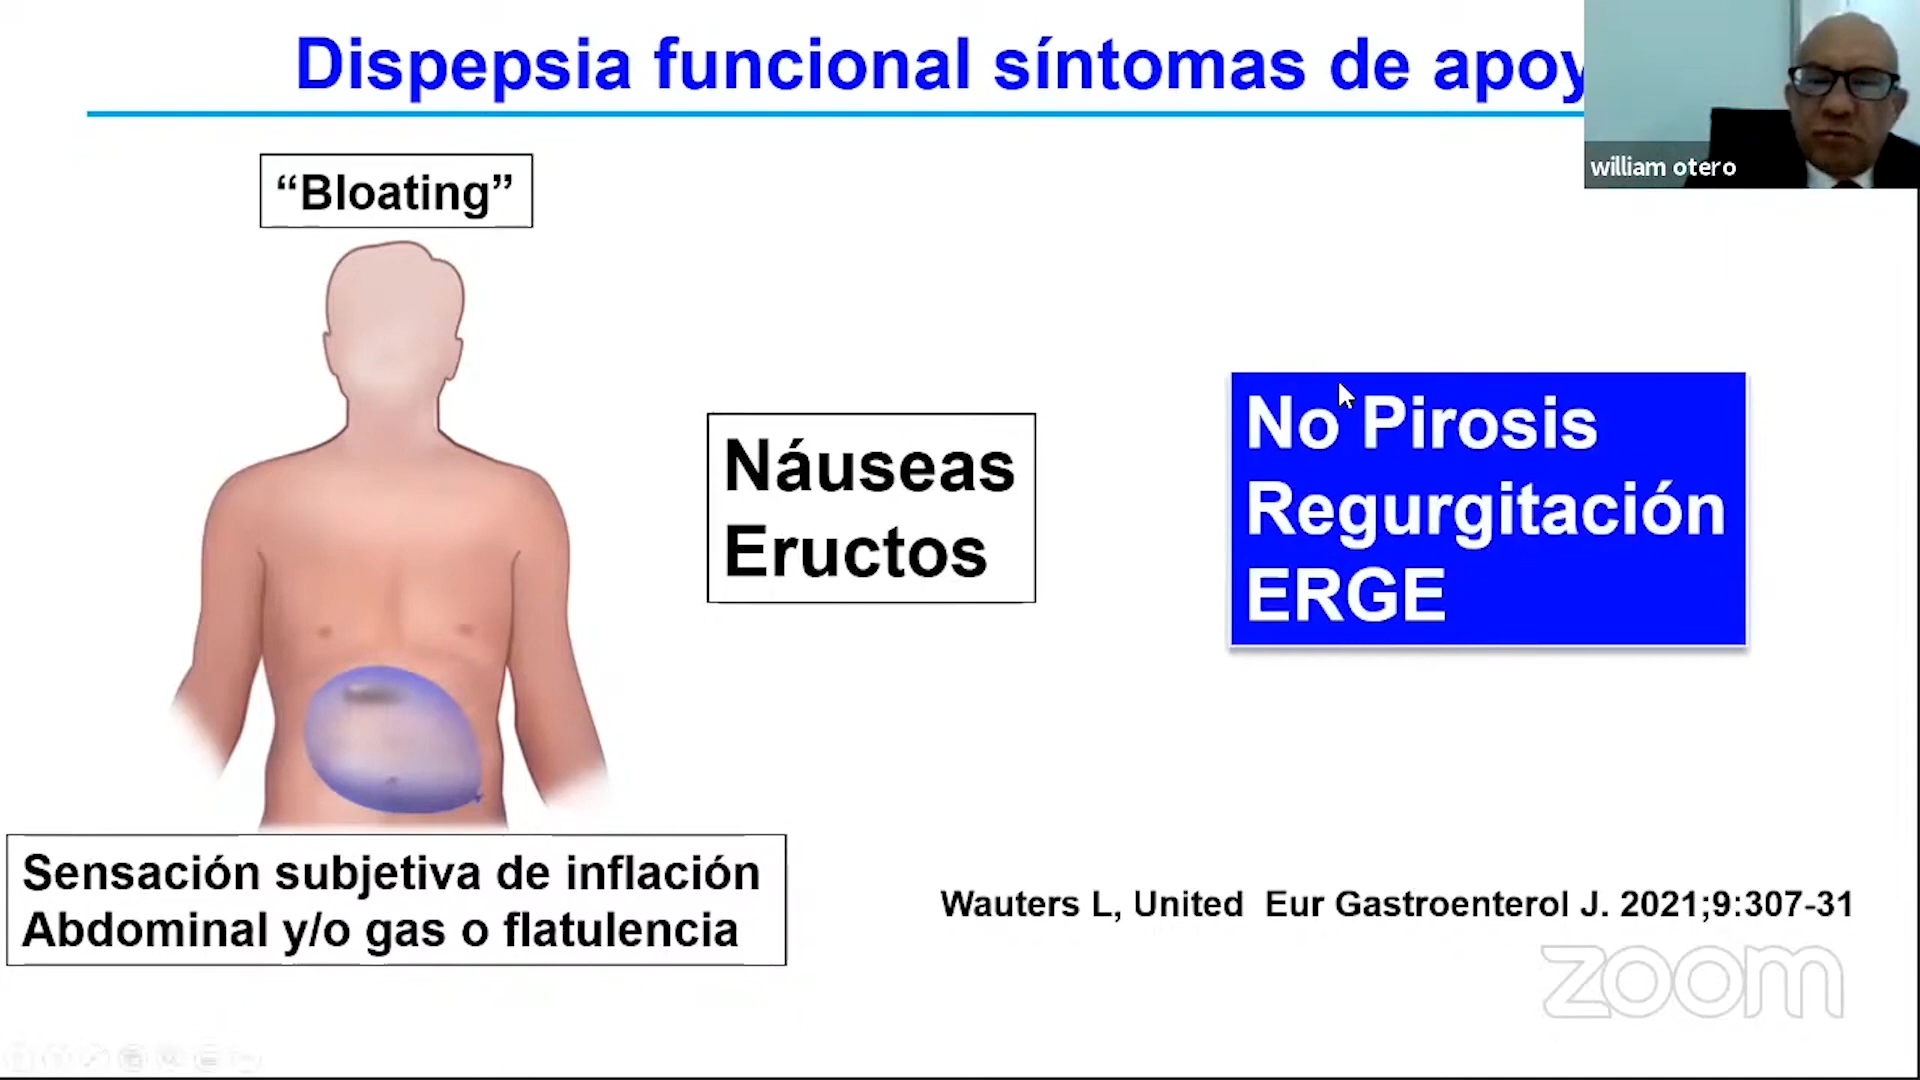 Dispepsia funcional síntomas de apoy
william otero
“Bloating”
Náuseas
Eructos
No Pirosis
Regurgitación
ERGE
Sensación subjetiva de inflación
Abdominal y/o gas o flatulencia
Wauters L, United Eur Gastroenterol J. 2021;9:307-31
zoom